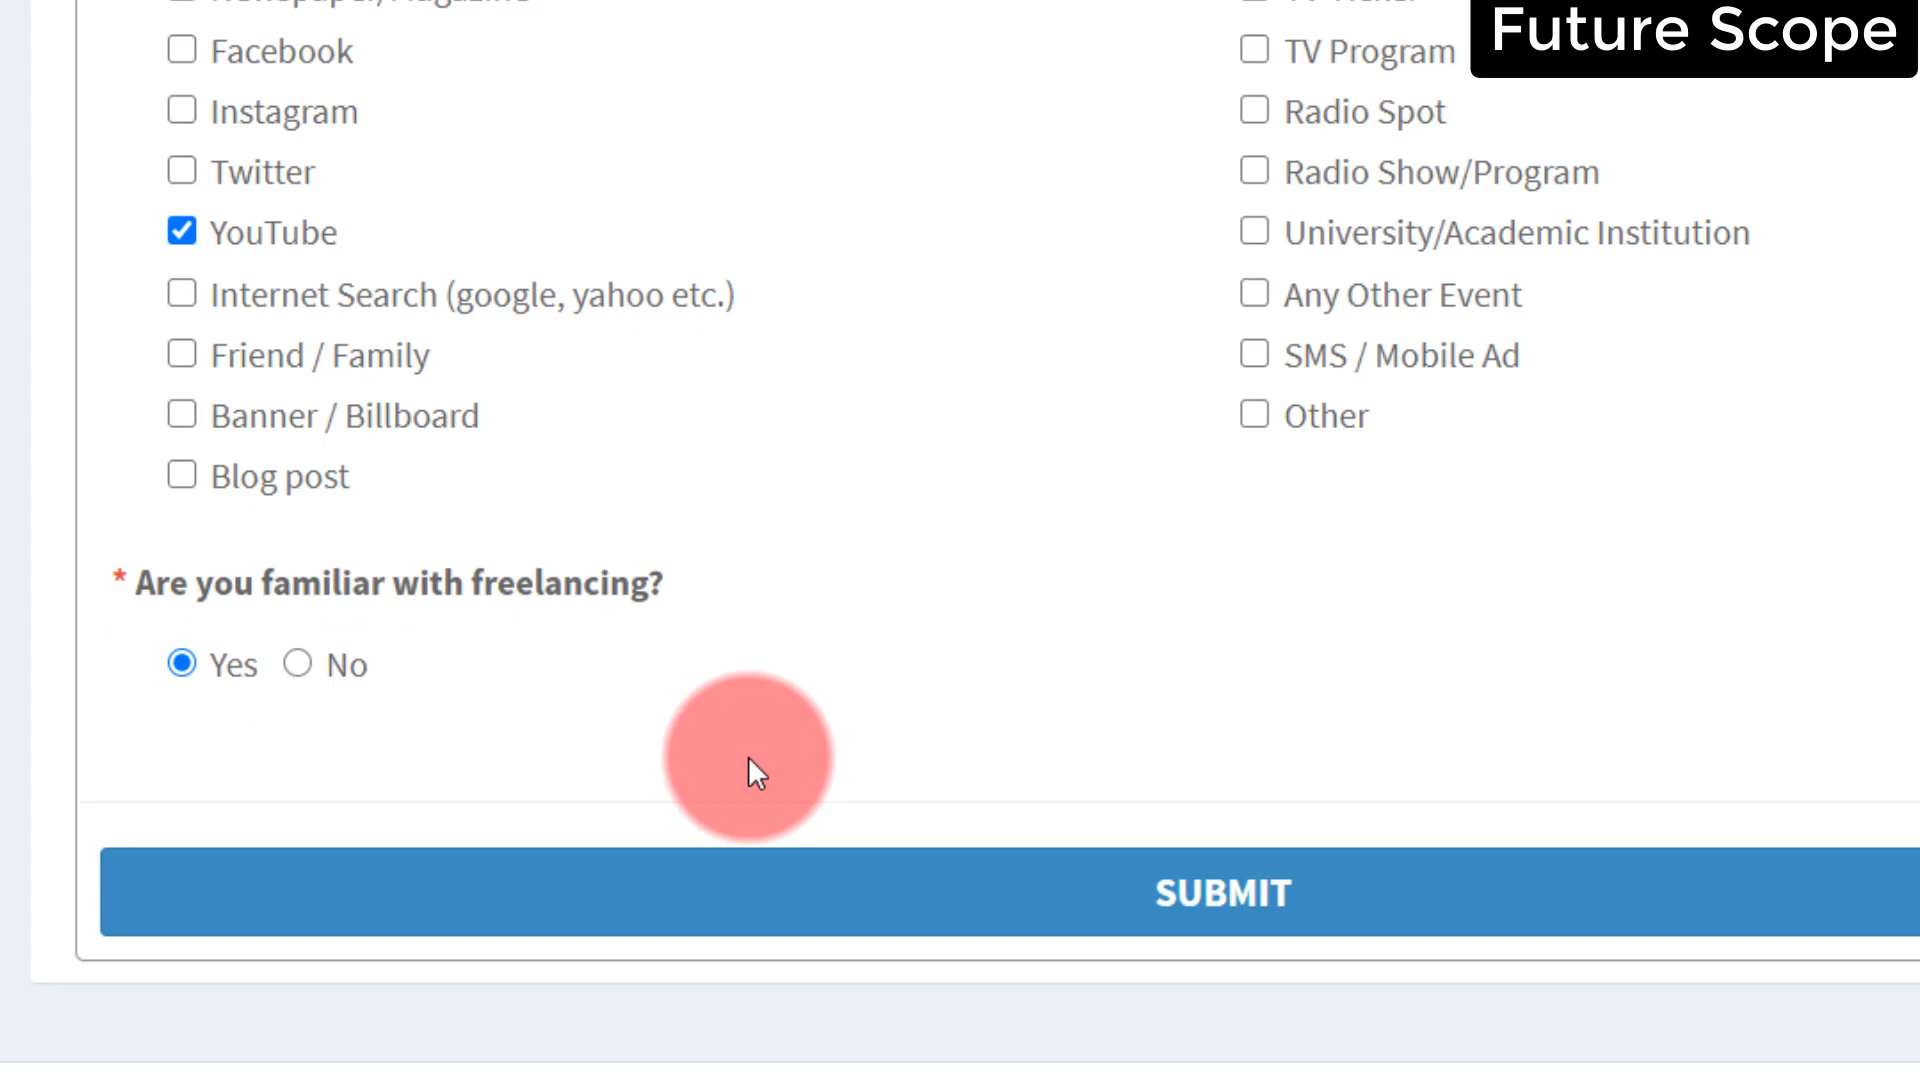 Future Scope
Facebook
Instagram
Twitter
YouTube
Internet Search (google, yahoo etc.)
Friend / Family
Banner / Billboard
Blog post
TV Program
Radio Spot
Radio Show/Program
University/Academic Institution
Any Other Event
SMS / Mobile Ad
Other
* Are you familiar with freelancing?
Yes No
SUBMIT